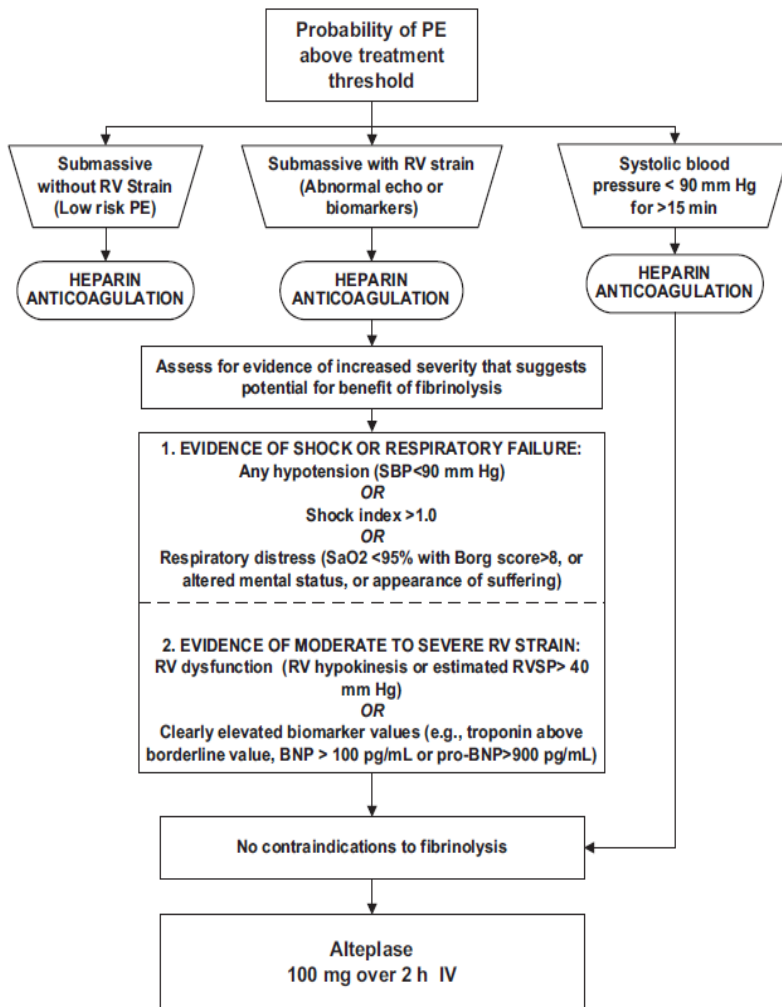 Probability of PE
above treatment
threshold
Submassive
without RV Strain
(Low risk PE)
Submassive with RV strain
(Abnormal echo or
biomarkers)
Systolic blood
pressure < 90 mm Hg
for >15 min
HEPARIN
ANTICOAGULATION
HEPARIN
ANTICOAGULATION
HEPARIN
ANTICOAGULATION
Assess for evidence of increased severity that suggests
potential for benefit of fibrinolysis
1. EVIDENCE OF SHOCK OR RESPIRATORY FAILURE:
Any hypotension (SBP<90 mm Hg)
OR
Shock index >1.0
OR
Respiratory distress (SaO2 <95% with Borg score>8, or
altered mental status, or appearance of suffering)
2. EVIDENCE OF MODERATE TO SEVERE RV STRAIN:
RV dysfunction (RV hypokinesis or estimated RVSP> 40
mm Hg)
OR
Clearly elevated biomarker values (e.g., troponin above
borderline value, BNP > 100 pg/mL or pro-BNP>900 pg/mL)
No contraindications to fibrinolysis
Alteplase
100 mg over 2 h IV